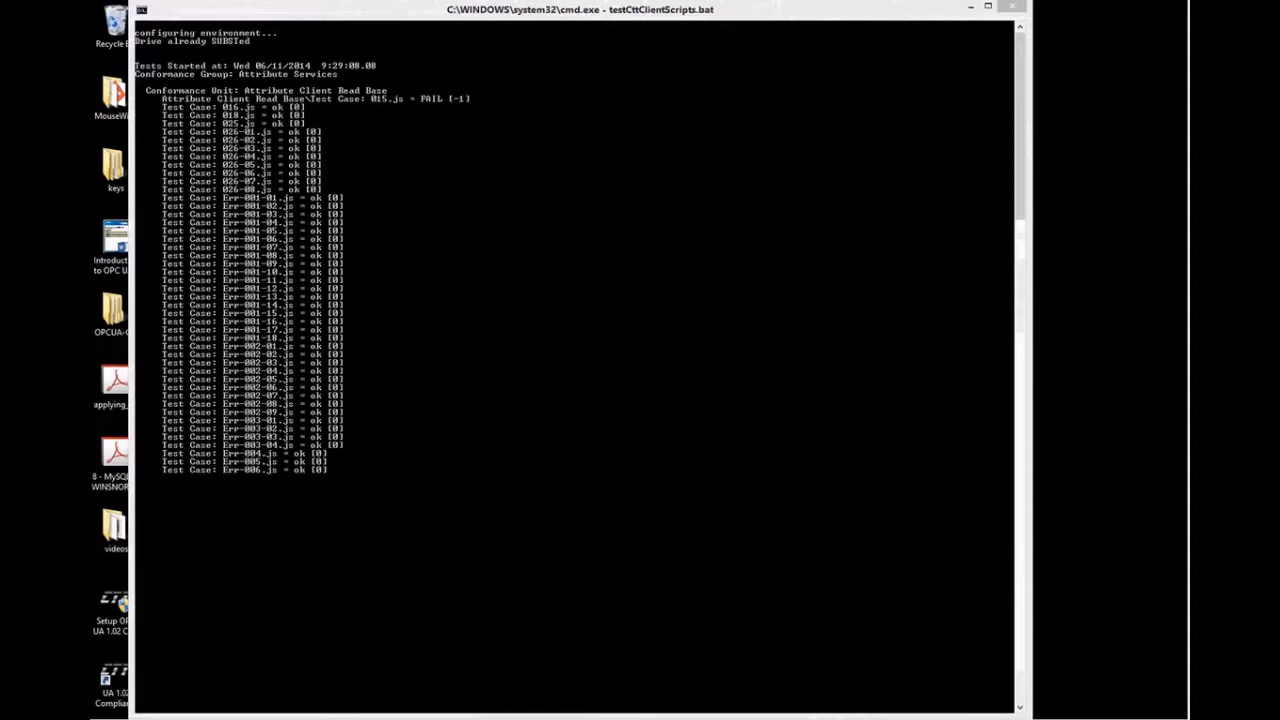 C:\WINDOWS\system32\cmd.exe - testCttClientScripts.bat
configuring environment...
Drive already SUBSTed
Tests Started at: Wed 06/11/2014  9:29:08.08
Conformance Group: Attribute Services
Conformance Unit: Attribute Client Read Base
Attribute Client Read Base\Test Case: 015.js = FAIL [-1]
Test Case: 016.js = ok [0]
Test Case: 018.js = ok [0]
Test Case: 025.js = ok [0]
Test Case: 026-01.js = ok [0]
Test Case: 026-02.js = ok [0]
Test Case: 026-03.js = ok [0]
Test Case: 026-04.js = ok [0]
Test Case: 026-05.js = ok [0]
Test Case: 026-06.js = ok [0]
Test Case: 026-07.js = ok [0]
Test Case: 026-08.js = ok [0]
Test Case: Err-001-01.js = ok [0]
Test Case: Err-001-02.js = ok [0]
Test Case: Err-001-03.js = ok [0]
Test Case: Err-001-04.js = ok [0]
Test Case: Err-001-05.js = ok [0]
Test Case: Err-001-06.js = ok [0]
Test Case: Err-001-07.js = ok [0]
Test Case: Err-001-08.js = ok [0]
Test Case: Err-001-09.js = ok [0]
Test Case: Err-001-10.js = ok [0]
Test Case: Err-001-11.js = ok [0]
Test Case: Err-001-12.js = ok [0]
Test Case: Err-001-13.js = ok [0]
Test Case: Err-001-14.js = ok [0]
Test Case: Err-001-15.js = ok [0]
Test Case: Err-001-16.js = ok [0]
Test Case: Err-001-17.js = ok [0]
Test Case: Err-001-18.js = ok [0]
Test Case: Err-002-01.js = ok [0]
Test Case: Err-002-02.js = ok [0]
Test Case: Err-002-03.js = ok [0]
Test Case: Err-002-04.js = ok [0]
Test Case: Err-002-05.js = ok [0]
Test Case: Err-002-06.js = ok [0]
Test Case: Err-002-07.js = ok [0]
Test Case: Err-002-08.js = ok [0]
Test Case: Err-002-09.js = ok [0]
Test Case: Err-003-01.js = ok [0]
Test Case: Err-003-02.js = ok [0]
Test Case: Err-003-03.js = ok [0]
Test Case: Err-003-04.js = ok [0]
Test Case: Err-004.js = ok [0]
Test Case: Err-005.js = ok [0]
Test Case: Err-006.js = ok [0]
Recycle
MouseW
keys
Introduct
to OPC U
OPCUA-
applying_
8 - MySQ
WINSNOR
videos
Setup OP
UA 1.02 C
UA 1.02
Complian